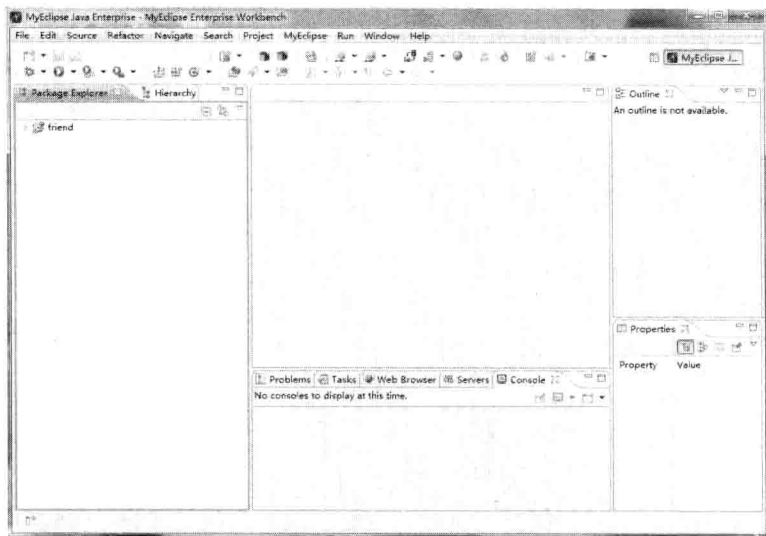 MyEclipse Java Enterprise - MyEclipse Enterprise Workbench
File Edit Source Refactor Navigate Search Project MyEclipse Run Window Help
MyEclipse J...
Package Explorer Hierarchy
friend
Outline
An outline is not available.
Properties
Property Value
Problems Tasks Web Browser Servers Console
No consoles to display at this time.